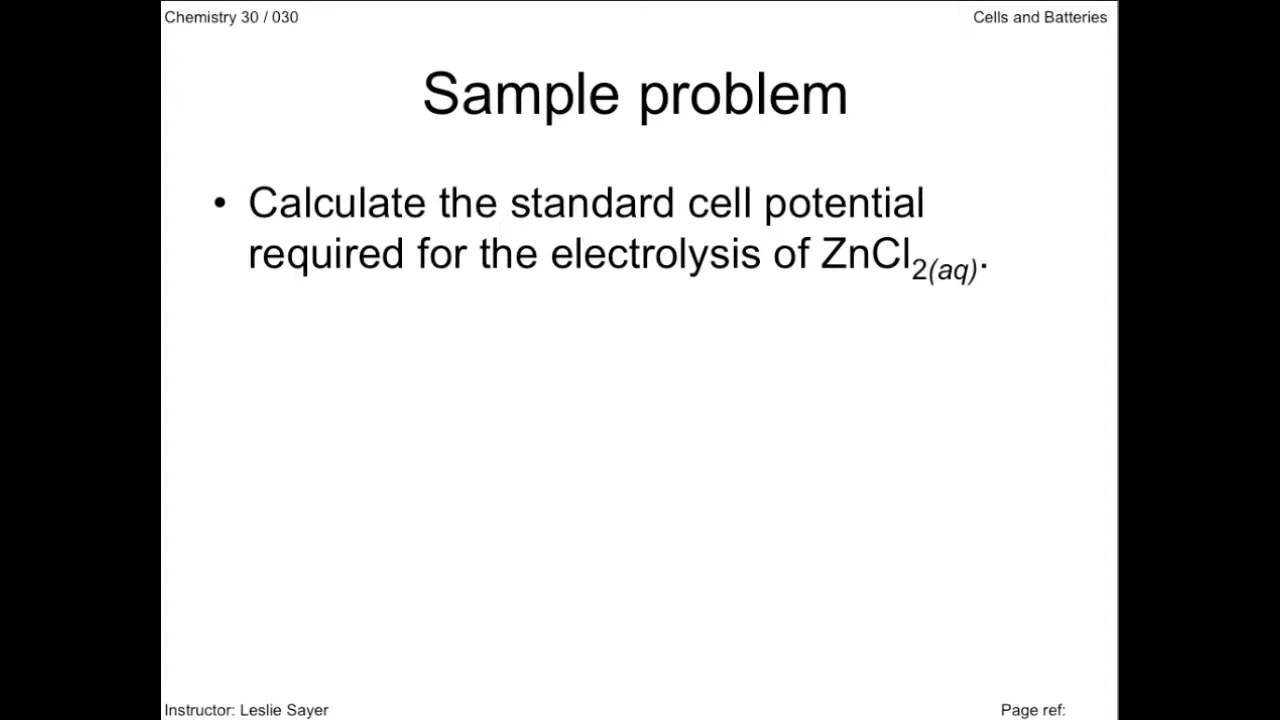 Chemistry 30 / 030
Cells and Batteries
Sample problem
• Calculate the standard cell potential
required for the electrolysis of ZnCl₂₍aq₎.
Instructor: Leslie Sayer
Page ref: